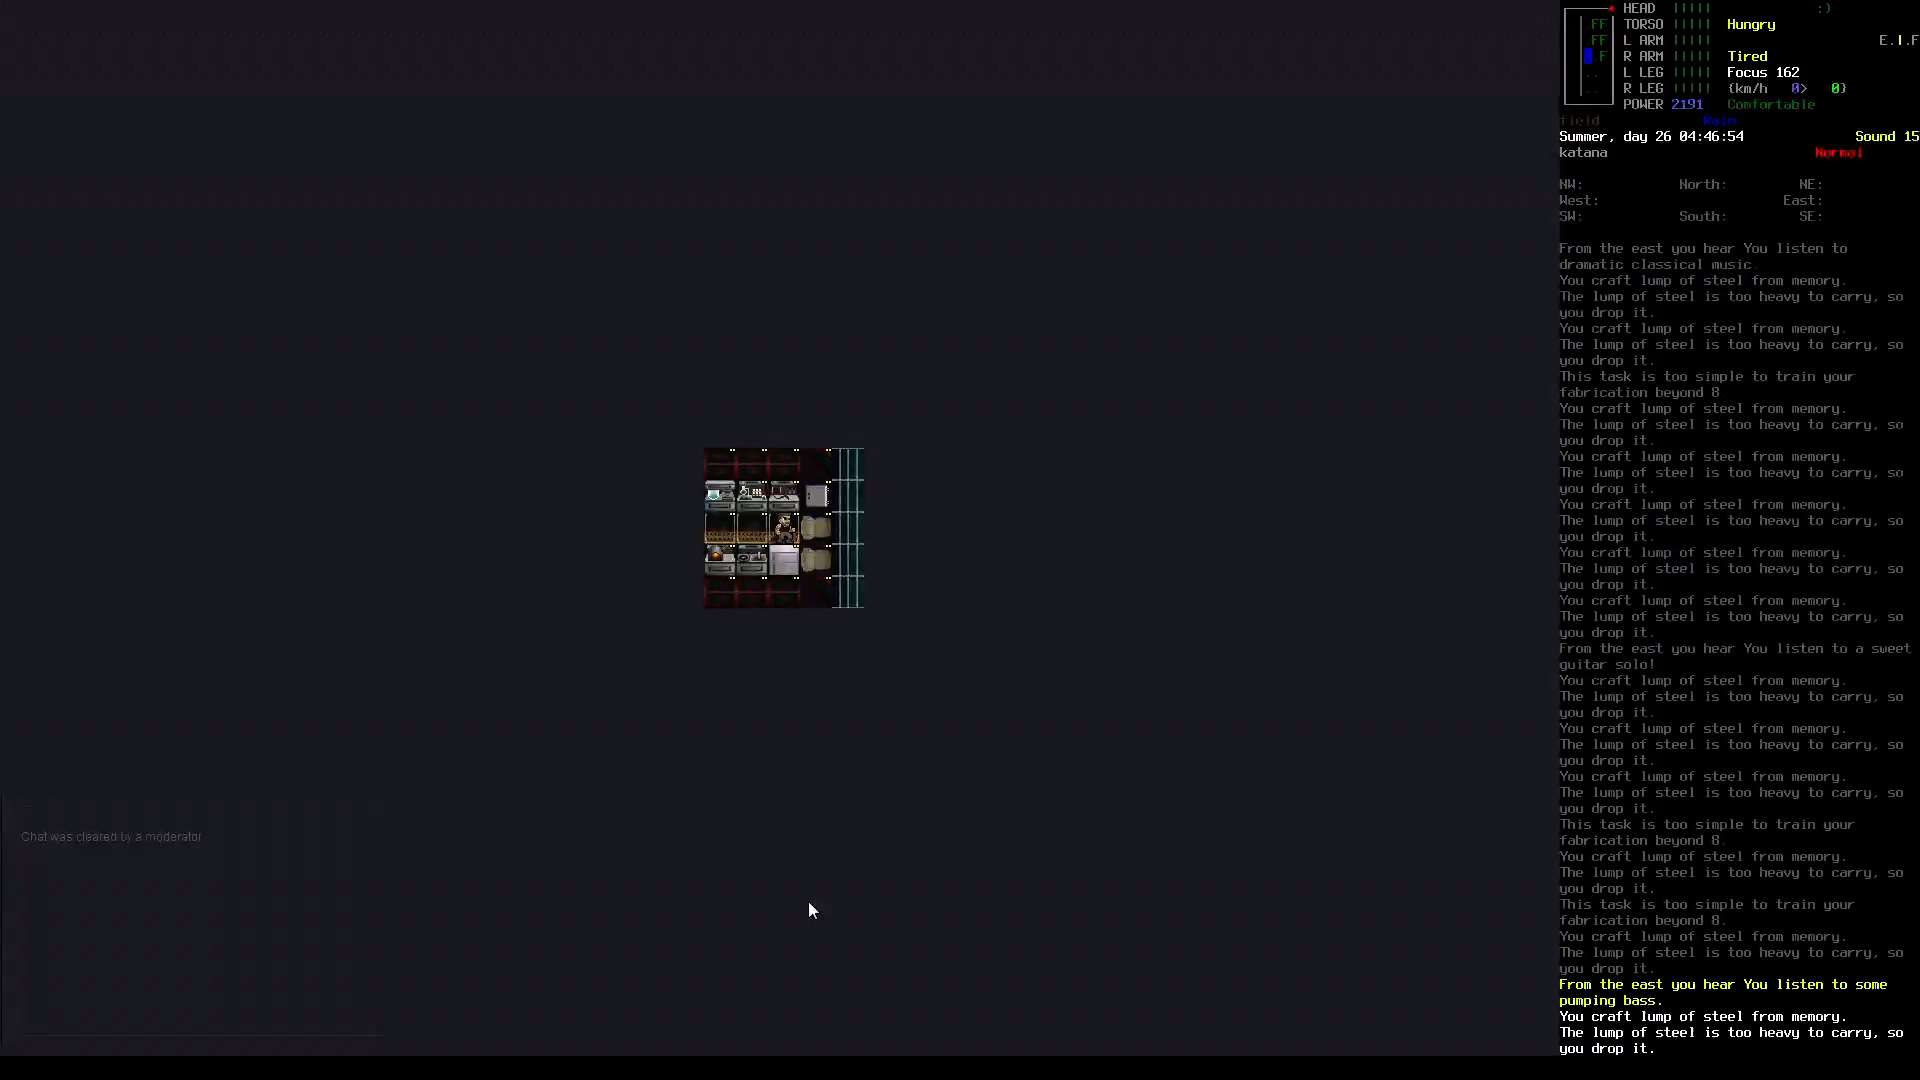 HEAD ||||| :)
FF TORSO ||||| Hungry
FF L ARM ||||| E.I.F
F R ARM ||||| Tired
.. L LEG ||||| Focus 162
.. R LEG ||||| {km/h 0> 0}
POWER 2191 Comfortable
field Rain
Summer, day 26 04:46:54 Sound 15
katana Normal
NW: North: NE:
West: East:
SW: South: SE:
From the east you hear You listen to
dramatic classical music
You craft lump of steel from memory.
The lump of steel is too heavy to carry, so
you drop it.
You craft lump of steel from memory.
The lump of steel is too heavy to carry, so
you drop it.
This task is too simple to train your
fabrication beyond 8
You craft lump of steel from memory.
The lump of steel is too heavy to carry, so
you drop it.
You craft lump of steel from memory.
The lump of steel is too heavy to carry, so
you drop it.
You craft lump of steel from memory.
The lump of steel is too heavy to carry, so
you drop it.
You craft lump of steel from memory.
The lump of steel is too heavy to carry, so
you drop it.
You craft lump of steel from memory.
The lump of steel is too heavy to carry, so
you drop it.
From the east you hear You listen to a sweet
guitar solo!
You craft lump of steel from memory.
The lump of steel is too heavy to carry, so
you drop it.
You craft lump of steel from memory.
The lump of steel is too heavy to carry, so
you drop it.
You craft lump of steel from memory.
The lump of steel is too heavy to carry, so
you drop it.
This task is too simple to train your
fabrication beyond 8.
You craft lump of steel from memory.
The lump of steel is too heavy to carry, so
you drop it.
This task is too simple to train your
fabrication beyond 8.
You craft lump of steel from memory.
The lump of steel is too heavy to carry, so
you drop it.
From the east you hear You listen to some
pumping bass.
You craft lump of steel from memory.
The lump of steel is too heavy to carry, so
you drop it.
Chat was cleared by a moderator